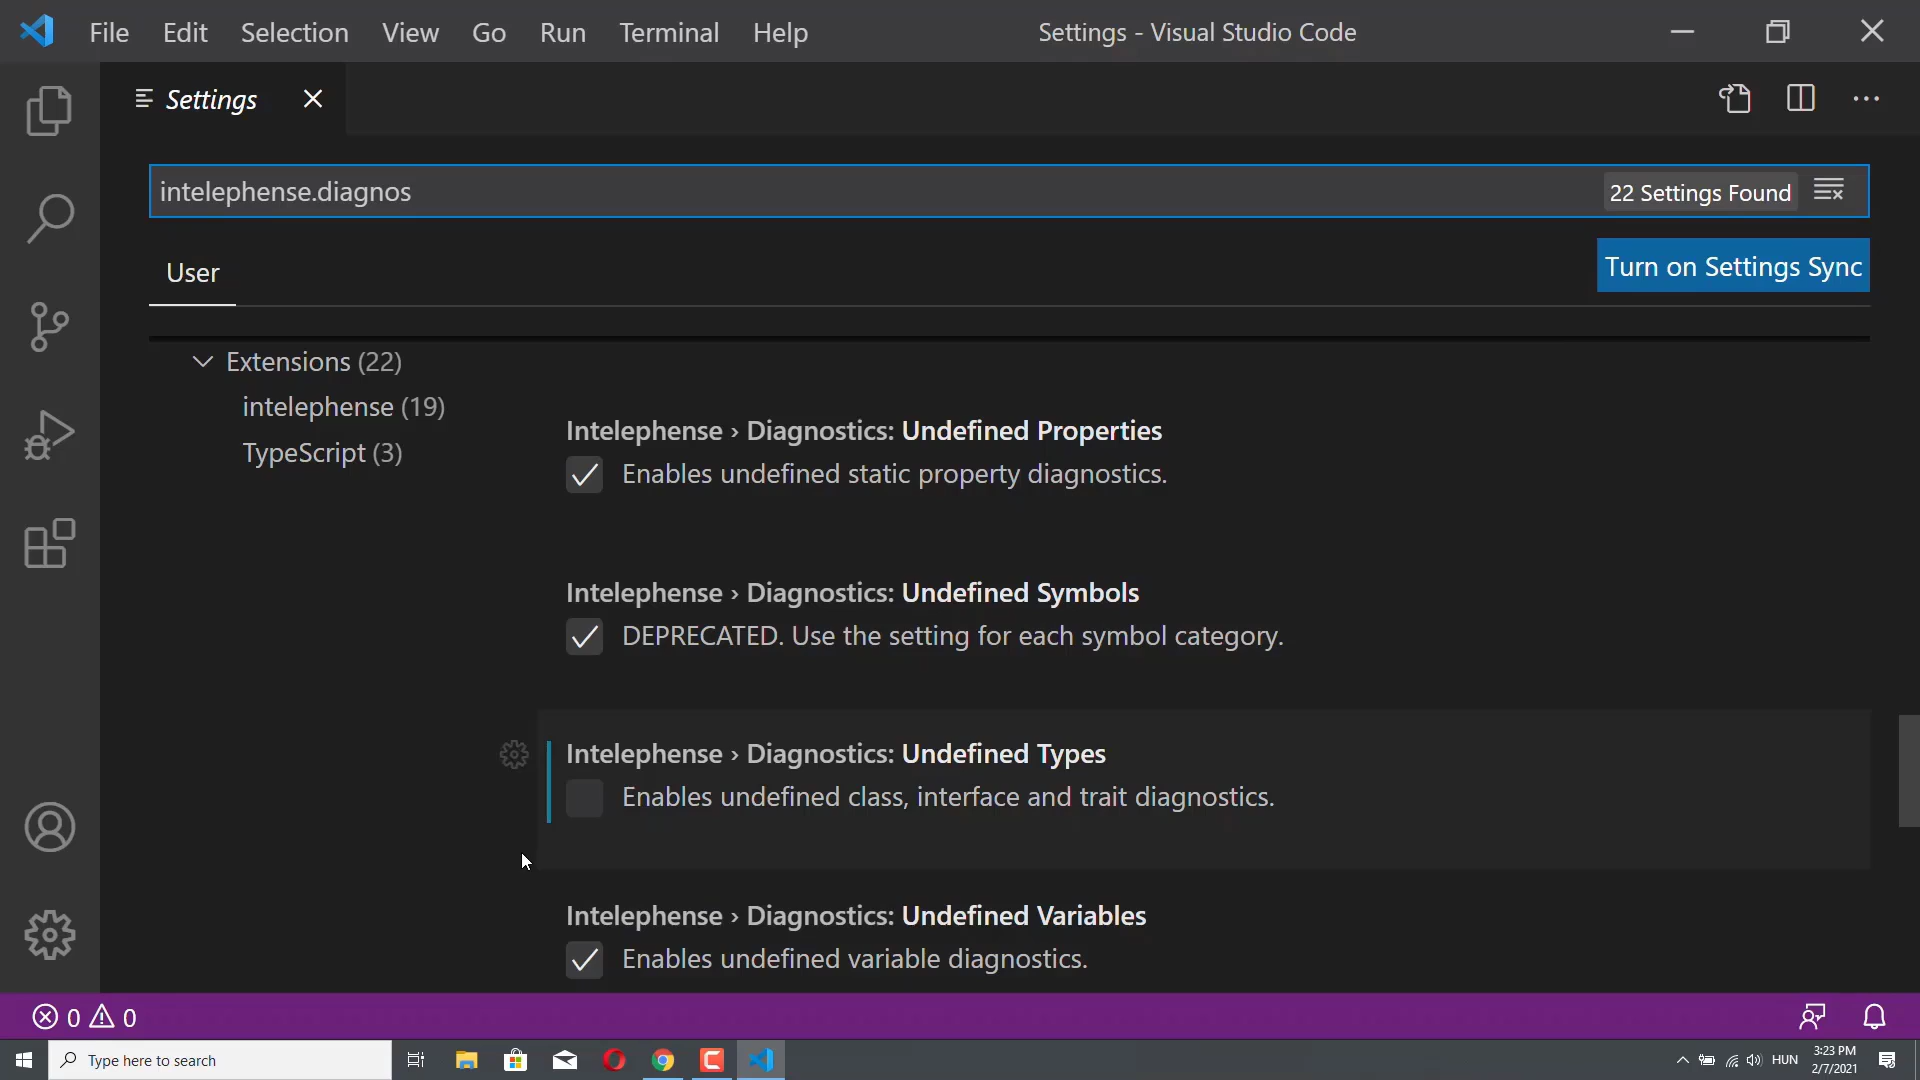 File Edit Selection View Go Run Terminal Help Settings - Visual Studio Code
Settings
intelephense.diagnos 22 Settings Found
User Turn on Settings Sync
Extensions (22)
intelephense (19)
TypeScript (3)
Intelephense › Diagnostics: Undefined Properties
Enables undefined static property diagnostics.
Intelephense › Diagnostics: Undefined Symbols
DEPRECATED. Use the setting for each symbol category.
Intelephense › Diagnostics: Undefined Types
Enables undefined class, interface and trait diagnostics.
Intelephense › Diagnostics: Undefined Variables
Enables undefined variable diagnostics.
0 0
Type here to search HUN 3:23 PM
2/7/2021